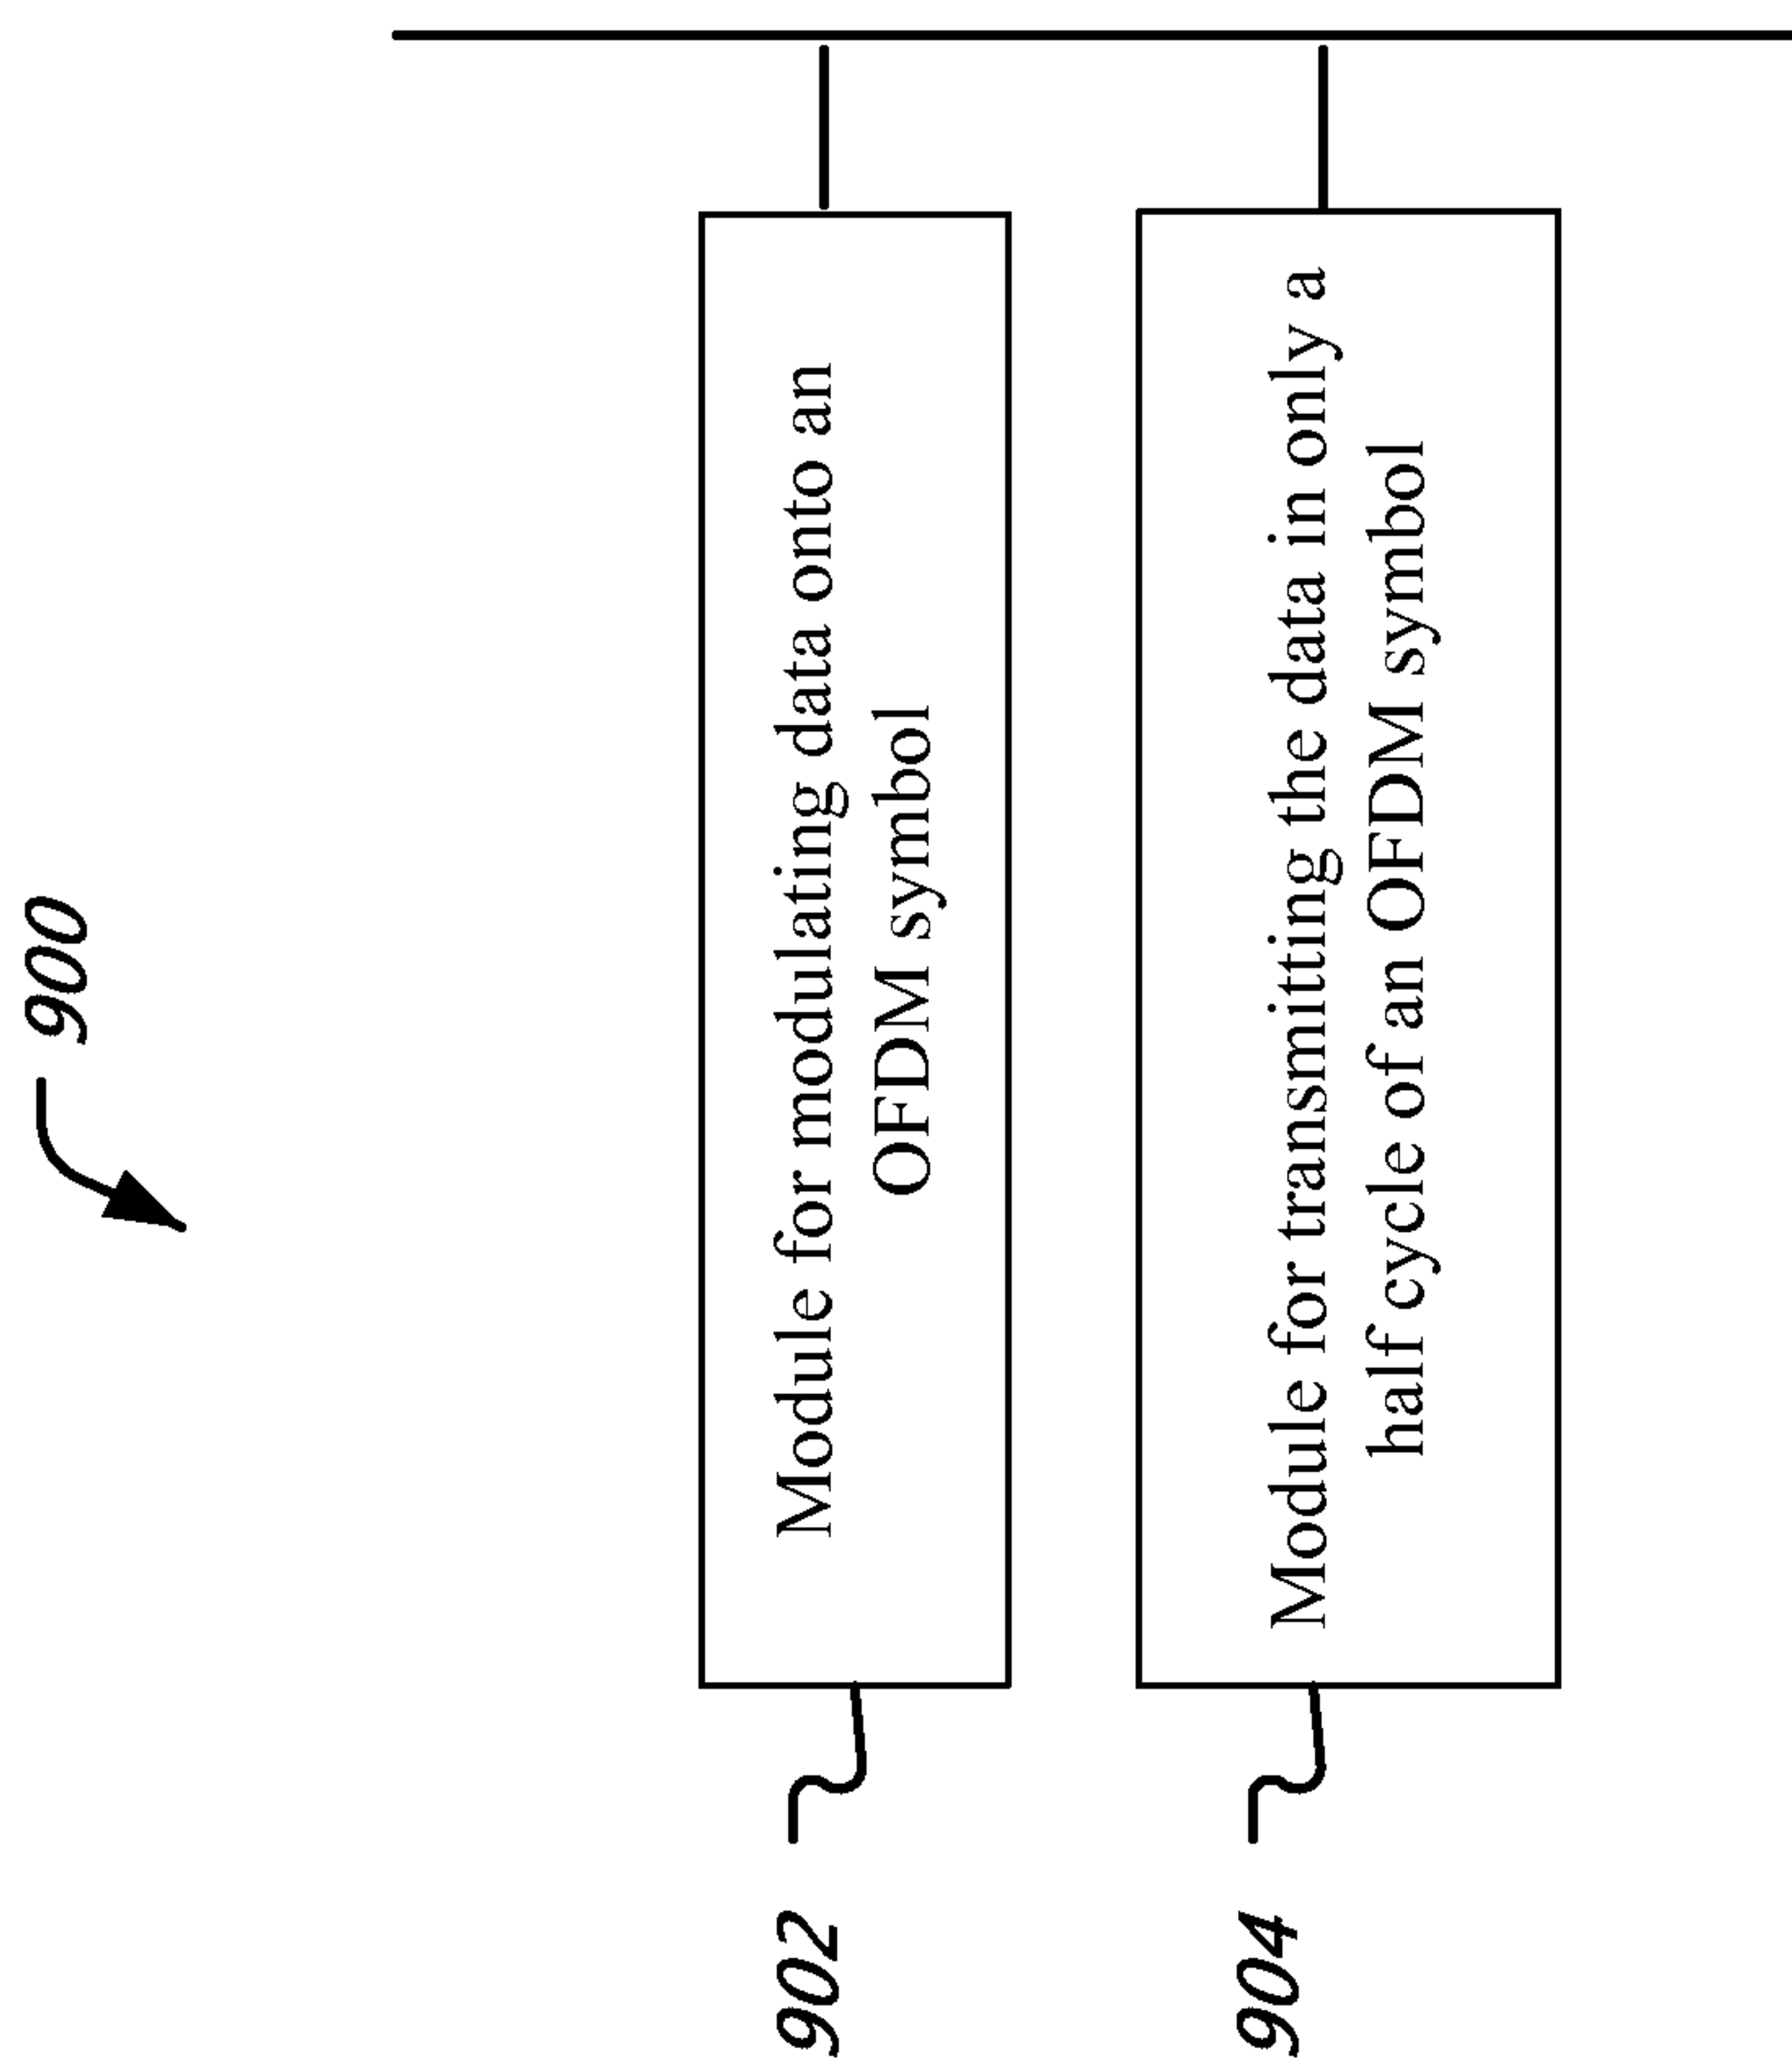 900
902
Module for modulating data onto an
OFDM symbol
904
Module for transmitting the data in only a
half cycle of an OFDM symbol